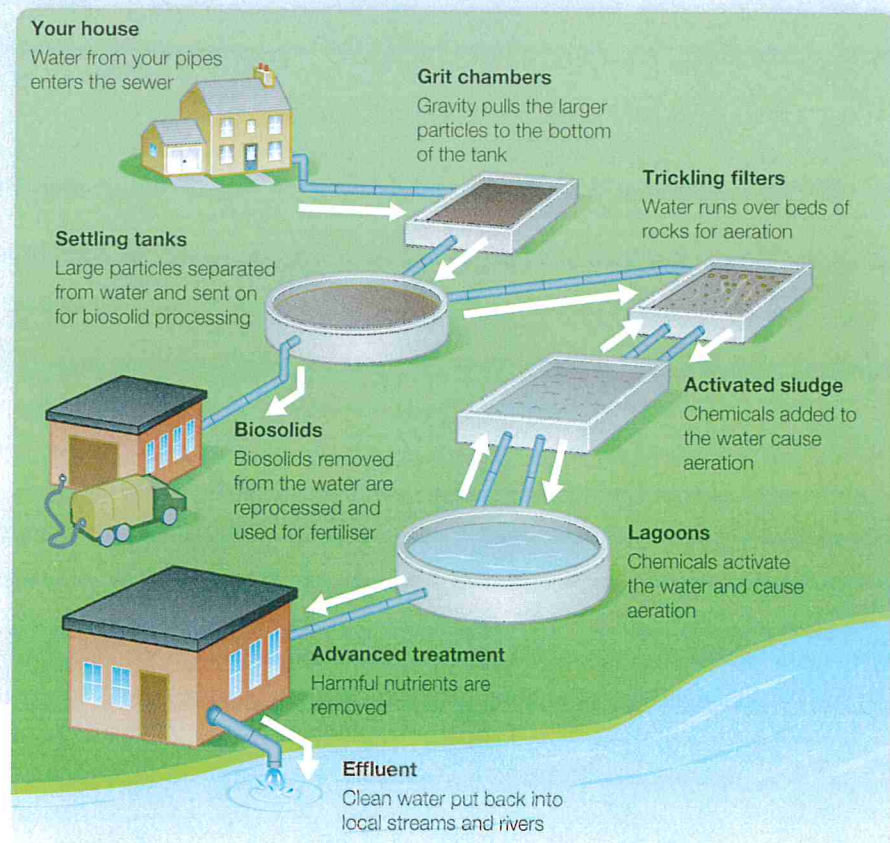 Your house
Water from your pipes
enters the sewer
Grit chambers
Gravity pulls the larger
particles to the bottom
of the tank
Trickling filters
Water runs over beds of
rocks for aeration
Settling tanks
Large particles separated
from water and sent on
for biosolid processing
Activated sludge
Chemicals added to
the water cause
aeration
Biosolids
Biosolids removed
from the water are
reprocessed and
used for fertiliser
Lagoons
Chemicals activate
the water and cause
aeration
Advanced treatment
Harmful nutrients are
removed
Effluent
Clean water put back into
local streams and rivers